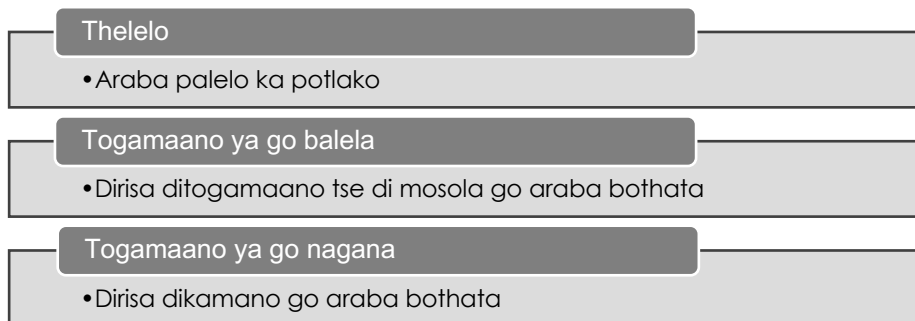 Thelelo
•Araba palelo ka potlako
Togamaano ya go balela
•Dirisa ditogamaano tse di mosola go araba bothata
Togamaano ya go nagana
•Dirisa dikamano go araba bothata